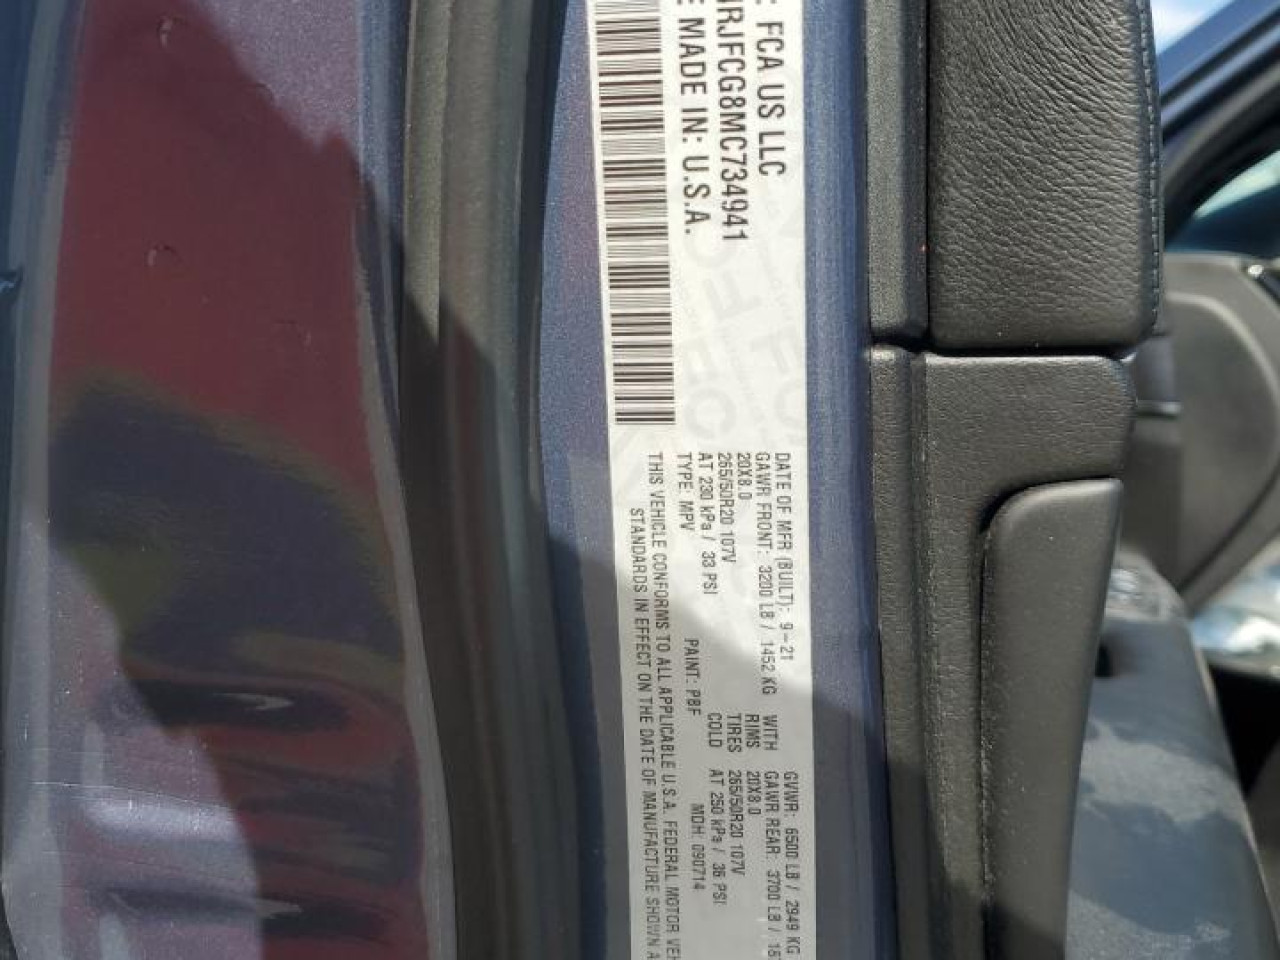 : FCA US LLC
RJFCG8MC734941
E MADE IN: U.S.A.
DATE OF MFR (BUILT): 9-21
GVWR: 6500 LB / 2949 KG
GAWR FRONT: 3200 LB / 1452 KG WITH
GAWR REAR: 3700 LB /
20X8.0 RIMS 20X8.0
265/50R20 107V TIRES 265/50R20 107V
AT 230 kPa / 33 PSI COLD AT 250 kPa / 36 PSI
TYPE: MPV PAINT: PBF MDH: 090714
THIS VEHICLE CONFORMS TO ALL APPLICABLE U.S.A. FEDERAL MOTOR
STANDARDS IN EFFECT ON THE DATE OF MANUFACTURE SHOWN